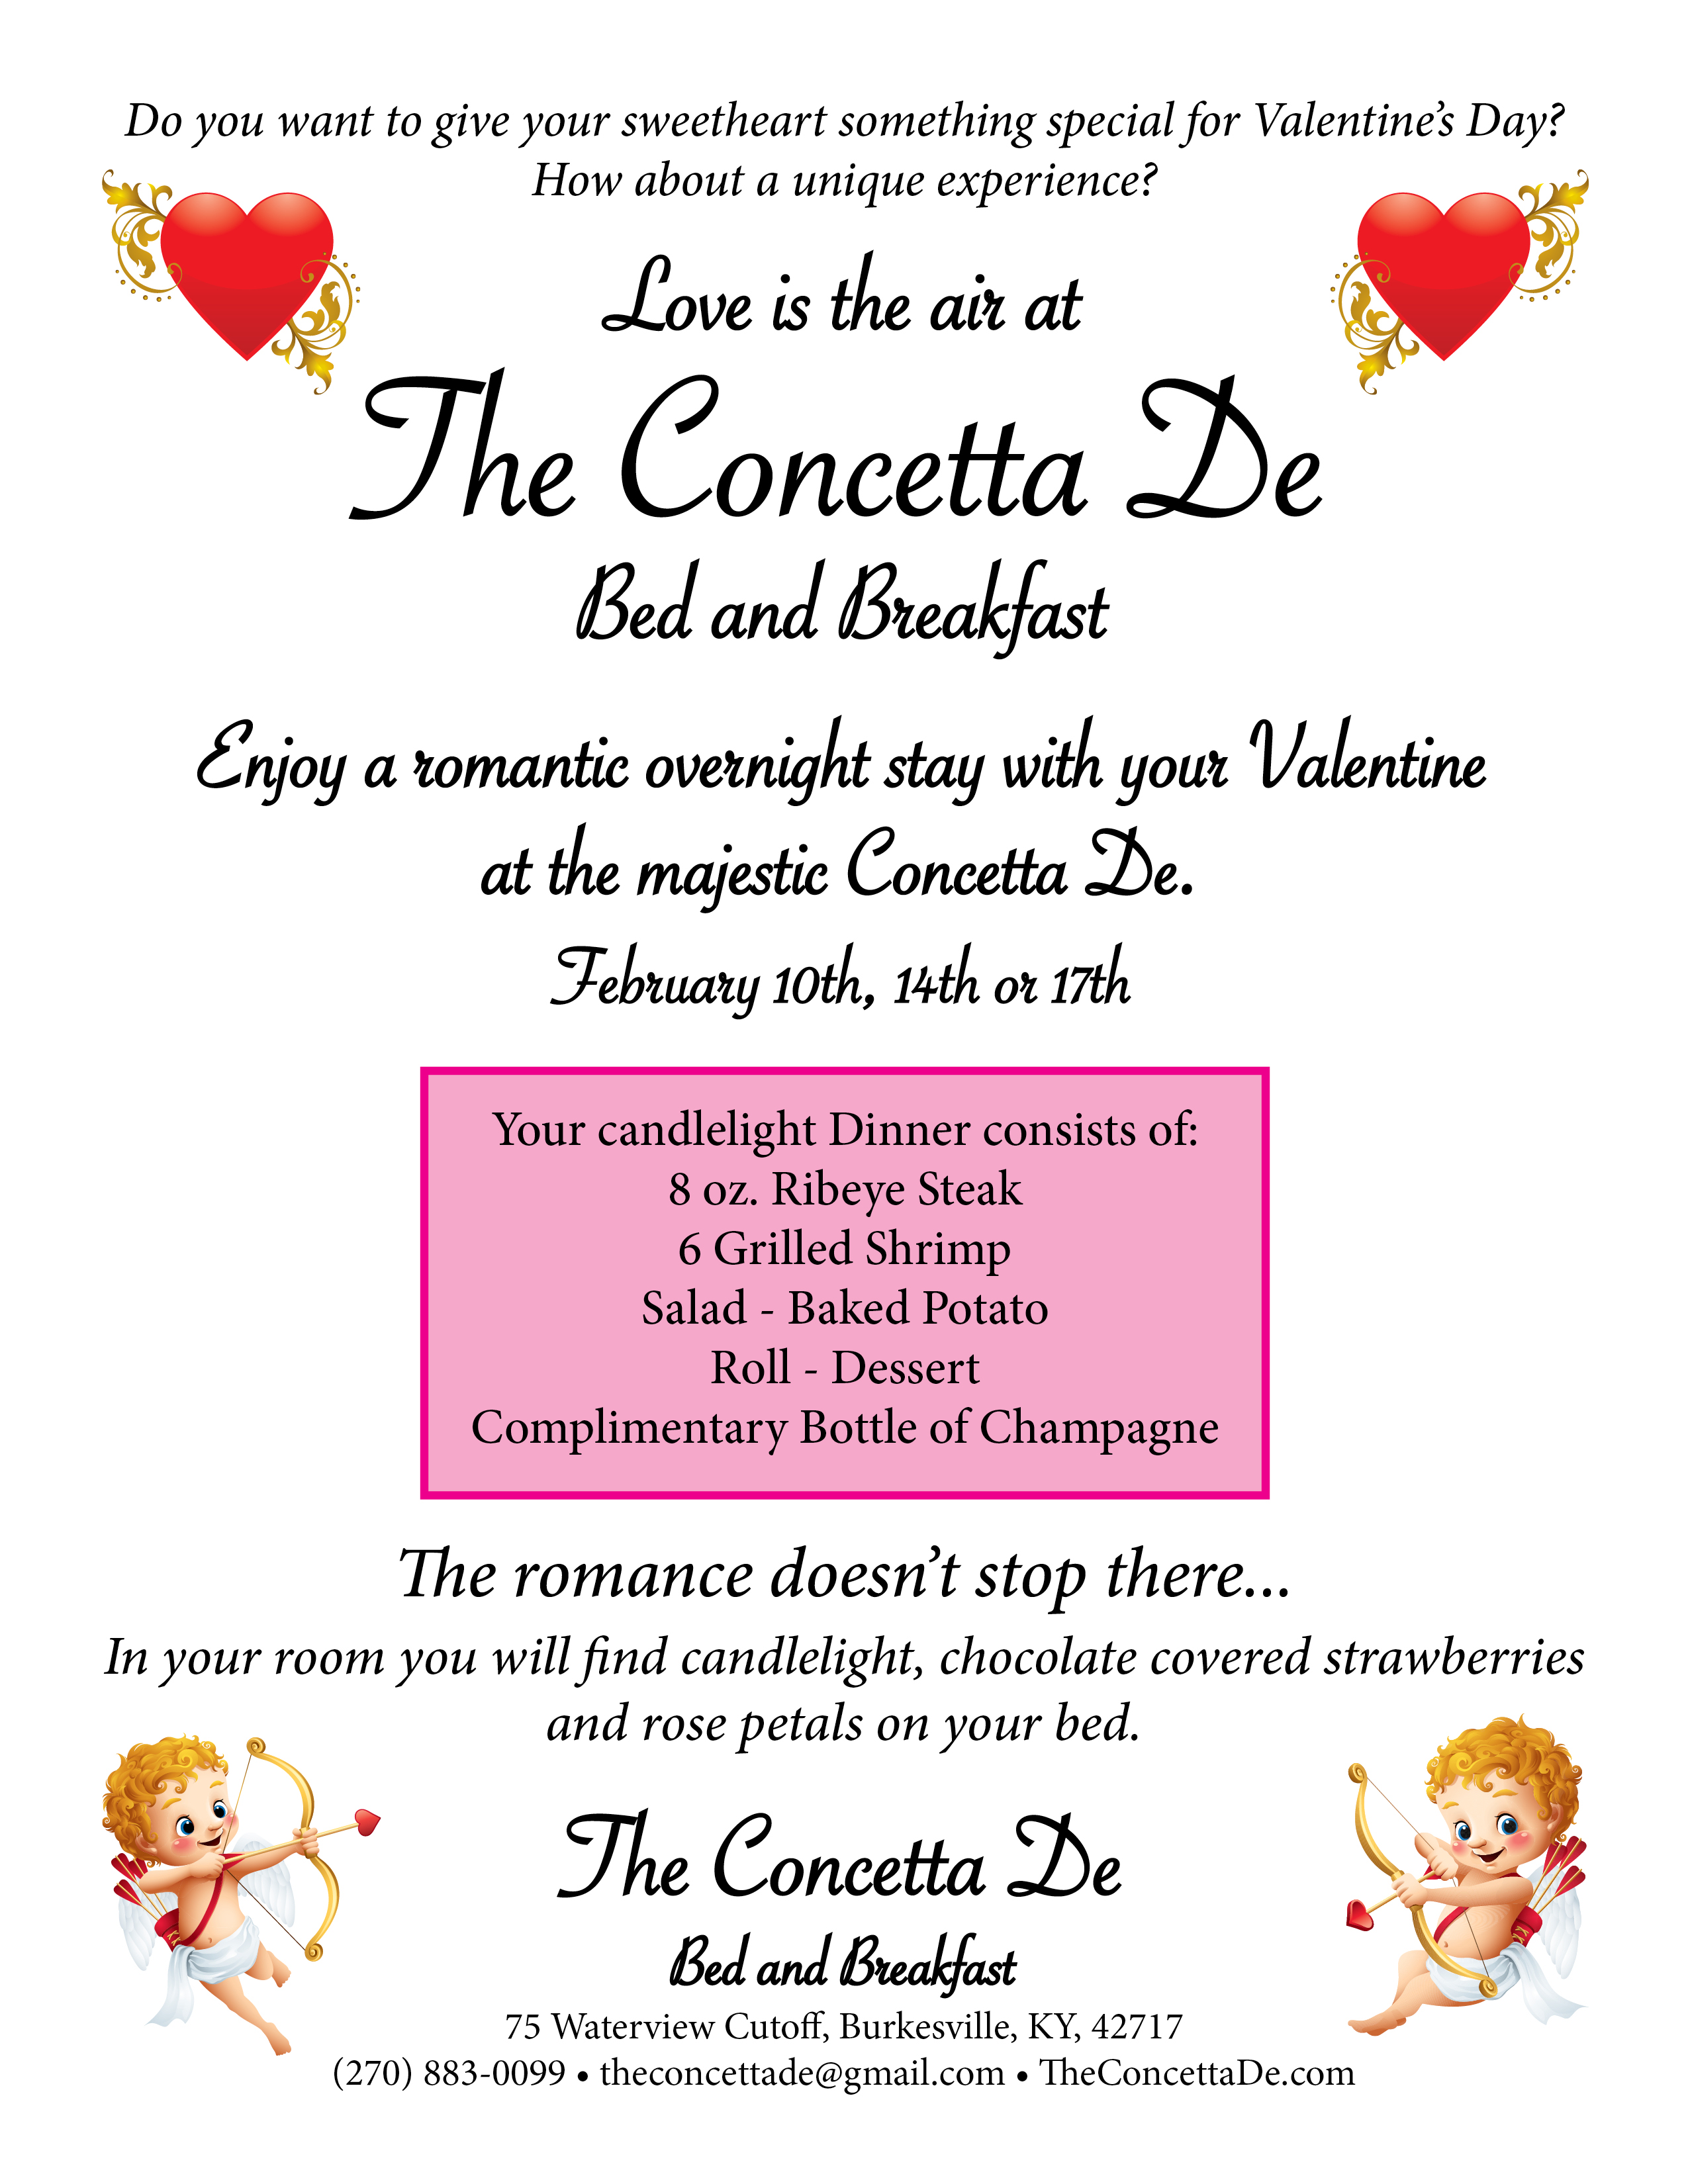 Do you want to give your sweetheart something special for Valentine’s Day?
How about a unique experience?
Love is the air at
The Concetta De
Bed and Breakfast
Enjoy a romantic overnight stay with your Valentine
at the majestic Concetta De.
February 10th, 14th or 17th
Your candlelight Dinner consists of:
8 oz. Ribeye Steak
6 Grilled Shrimp
Salad - Baked Potato
Roll - Dessert
Complimentary Bottle of Champagne
The romance doesn’t stop there...
In your room you will find candlelight, chocolate covered strawberries
and rose petals on your bed.
The Concetta De
Bed and Breakfast
75 Waterview Cutoff, Burkesville, KY, 42717
(270) 883-0099 • theconcettade@gmail.com • TheConcettaDe.com